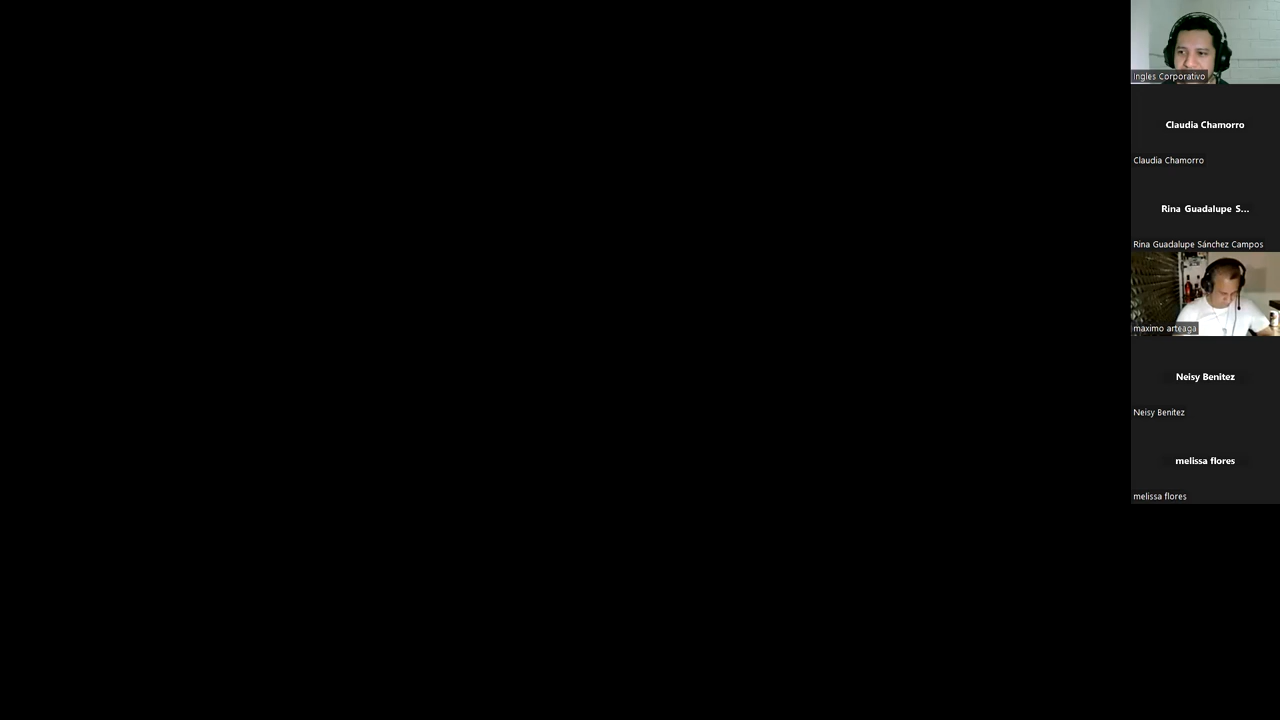 Ingles Corporativo
Claudia Chamorro
Claudia Chamorro
Rina Guadalupe S...
Rina Guadalupe Sánchez Campos
maximo arteaga
Neisy Benitez
Neisy Benitez
melissa flores
melissa flores